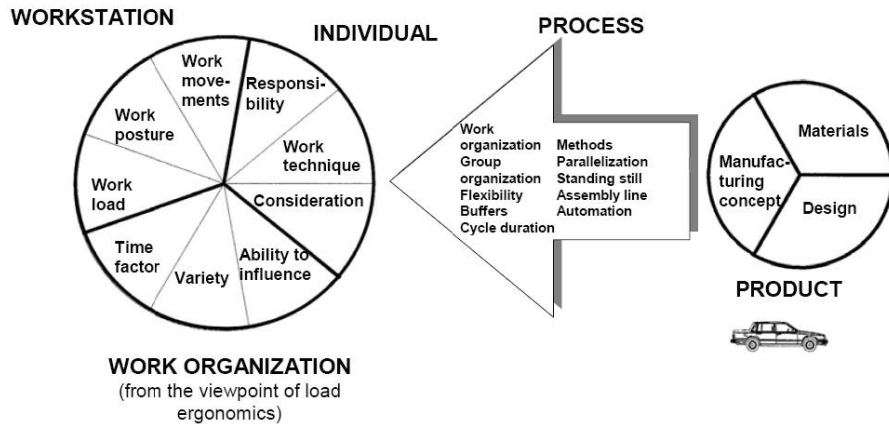 WORKSTATION
INDIVIDUAL
PROCESS
Work
move-
ments
Responsi-
bility
Work
posture
Work
technique
Work
load
Consideration
Time
factor
Variety
Ability to
influence
WORK ORGANIZATION
(from the viewpoint of load
ergonomics)
Work
organization
Group
organization
Flexibility
Buffers
Cycle duration
Methods
Parallelization
Standing still
Assembly line
Automation
Materials
Manufac-
turing
concept
Design
PRODUCT